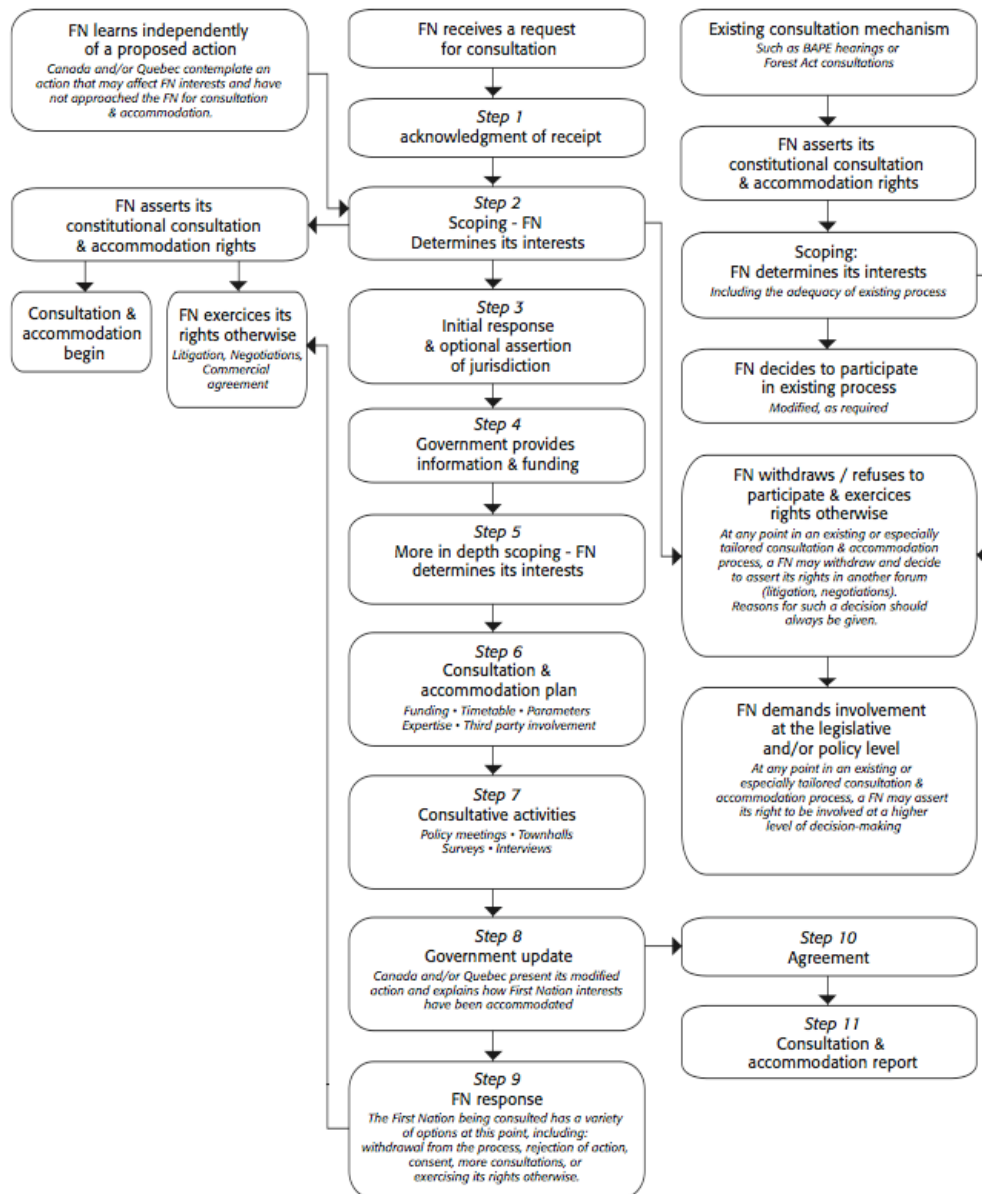 FN learns independently
of a proposed action
Canada and/or Quebec contemplate an
action that may affect FN interests and have
not approached the FN for consultation
& accommodation.
FN receives a request
for consultation
Existing consultation mechanism
Such as BAPE hearings or
Forest Act consultations
Step 1
acknowledgment of receipt
FN asserts its
constitutional consultation
& accommodation rights
FN asserts its
constitutional consultation
& accommodation rights
Step 2
Scoping - FN
Determines its interests
Scoping:
FN determines its interests
Including the adequacy of existing process
Consultation &
accommodation
begin
FN exercices its
rights otherwise
Litigation, Negotiations,
Commercial
agreement
Step 3
Initial response
& optional assertion
of jurisdiction
FN decides to participate
in existing process
Modified, as required
Step 4
Government provides
information & funding
FN withdraws / refuses to
participate & exercices
rights otherwise
At any point in an existing or especially
tailored consultation & accommodation
process, a FN may withdraw and decide
to assert its rights in another forum
(litigation, negotiations).
Reasons for such a decision should
always be given.
Step 5
More in depth scoping - FN
determines its interests
Step 6
Consultation &
accommodation plan
Funding • Timetable • Parameters
Expertise • Third party involvement
FN demands involvement
at the legislative
and/or policy level
At any point in an existing or
especially tailored consultation &
accommodation process, a FN may assert
its right to be involved at a higher
level of decision-making
Step 7
Consultative activities
Policy meetings • Townhalls
Surveys • Interviews
Step 8
Government update
Canada and/or Quebec present its modified
action and explains how First Nation interests
have been accommodated
Step 10
Agreement
Step 11
Consultation &
accommodation report
Step 9
FN response
The First Nation being consulted has a variety
of options at this point, including:
withdrawal from the process, rejection of action,
consent, more consultations, or
exercising its rights otherwise.